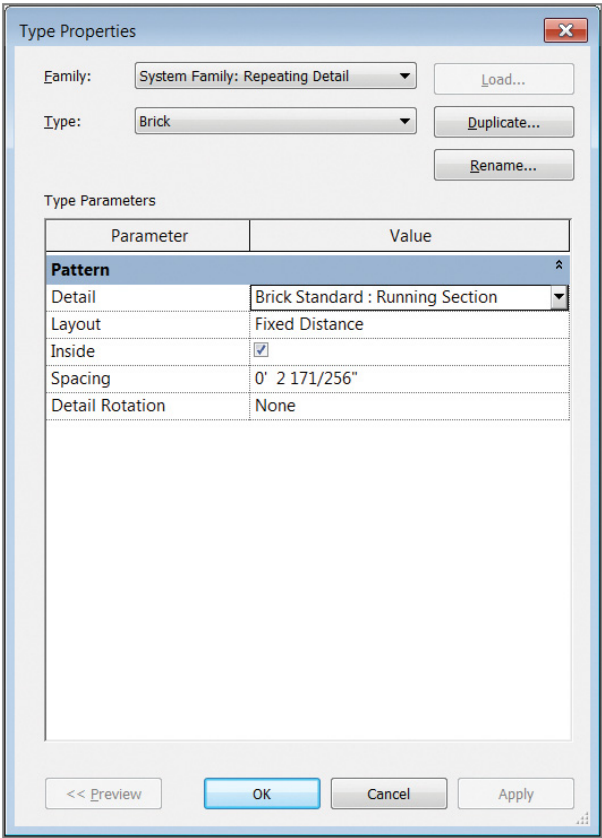 Type Properties
Family: System Family: Repeating Detail Load...
Type: Brick Duplicate...
Rename...
Type Parameters
Parameter Value
Pattern
Detail Brick Standard : Running Section
Layout Fixed Distance
Inside
Spacing 0' 2 171/256"
Detail Rotation None
<< Preview OK Cancel Apply